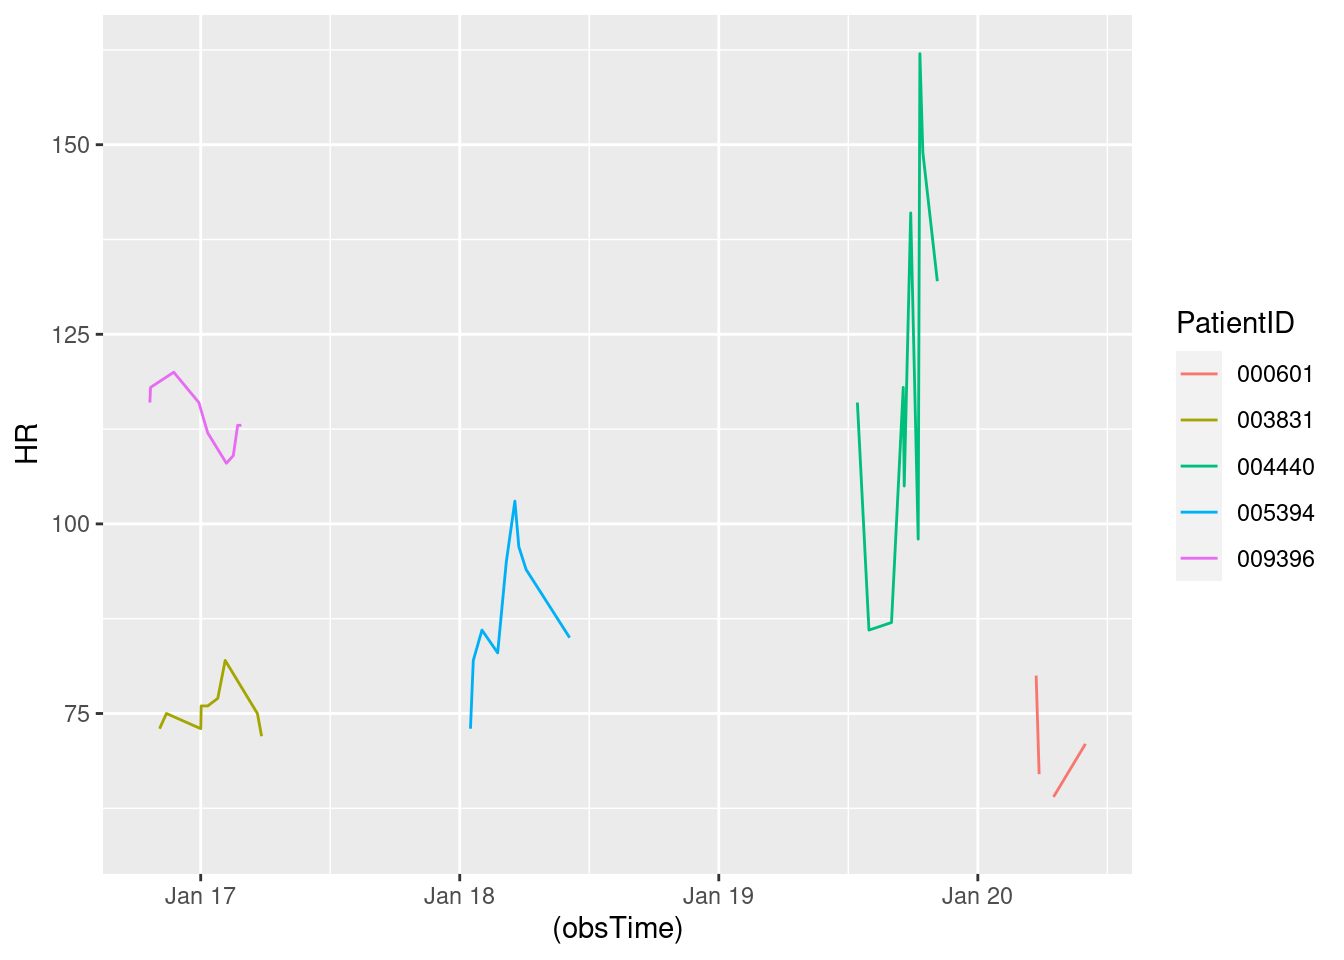 150
125
100
75
HR
Jan 17
Jan 18
Jan 19
Jan 20
(obsTime)
PatientID
000601
003831
004440
005394
009396